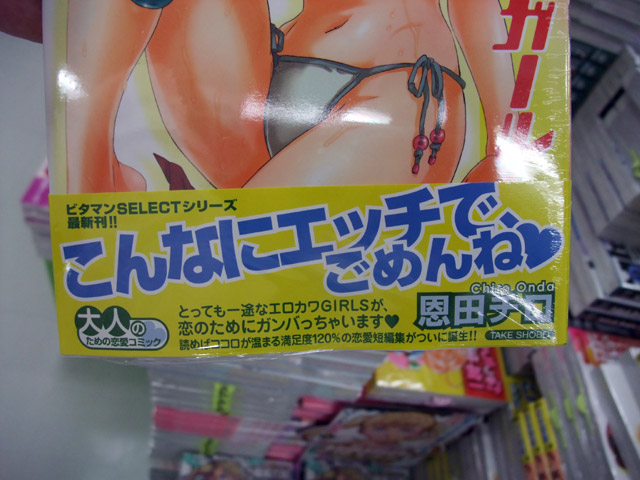 ガール
ビタマンSELECTシリーズ
最新刊!!
こんなにエッチで、
ごめんね♥
Chiro Onda
恩田チロ
TAKE SHOBO
大人の
ための恋愛コミック
とっても一途なエロカワGIRLSが、
恋のためにガンバっちゃいます♥
読めばココロが温まる満足度120%の恋愛短編集がついに誕生!!